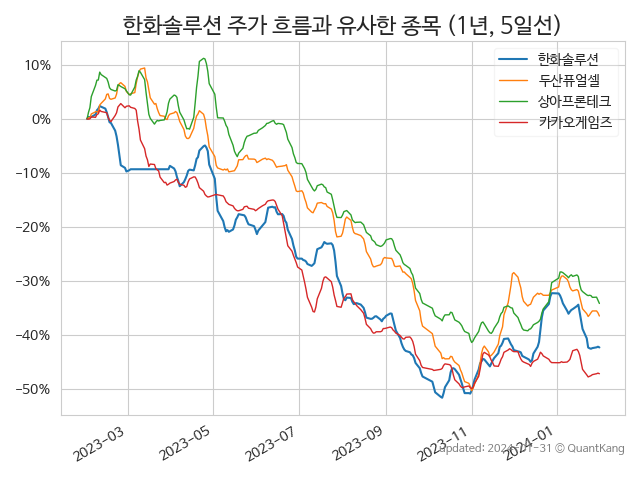 한화솔루션 주가 흐름과 유사한 종목 (1년, 5일선)
한화솔루션
두산퓨얼셀
상아프론테크
카카오게임즈
10%
0%
−10%
−20%
−30%
−40%
−50%
2023-03
2023-05
2023-07
2023-09
2023-11
2024-01
updated: 2024-01-31 © QuantKang